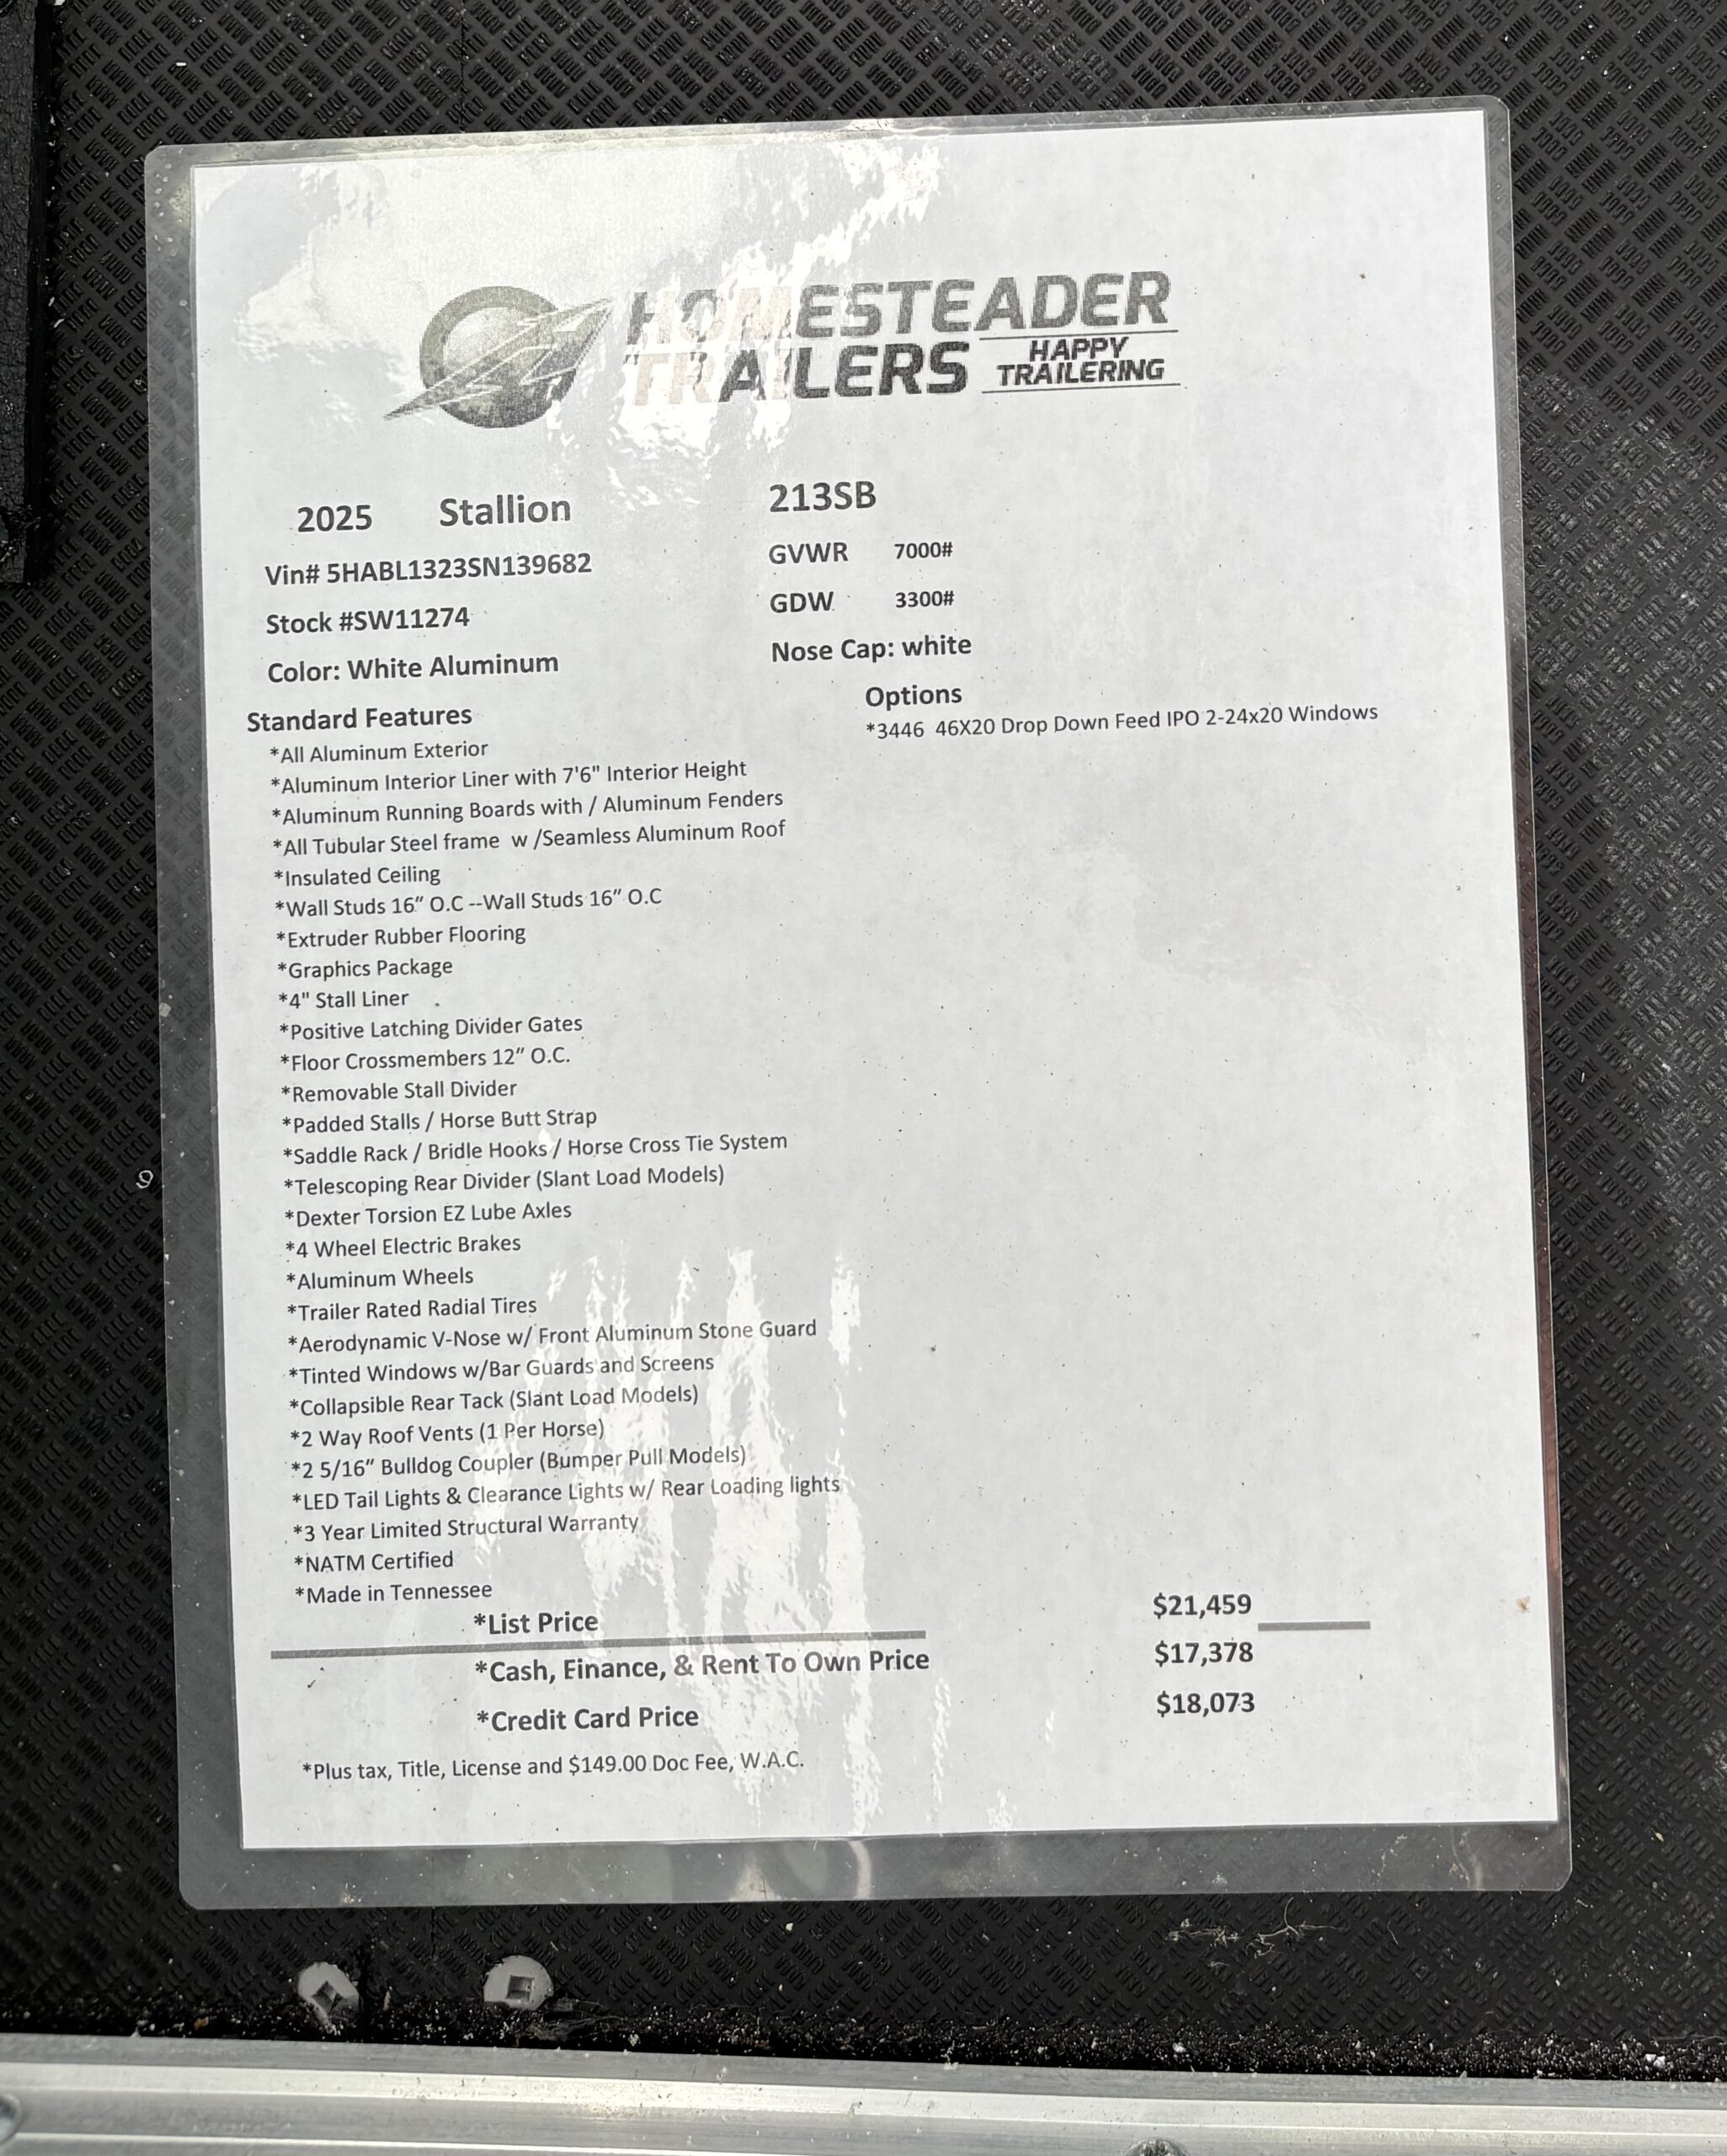 HOMESTEADER
TRAILERS
HAPPY
TRAILERING
2025 Stallion 213SB
Vin# 5HABL1323SN139682 GVWR 7000#
Stock #SW11274 GDW 3300#
Color: White Aluminum Nose Cap: white
Standard Features
Options
*3446 46X20 Drop Down Feed IPO 2-24x20 Windows
*All Aluminum Exterior
*Aluminum Interior Liner with 7'6" Interior Height
*Aluminum Running Boards with / Aluminum Fenders
*All Tubular Steel frame w /Seamless Aluminum Roof
*Insulated Ceiling
*Wall Studs 16” O.C --Wall Studs 16” O.C
*Extruder Rubber Flooring
*Graphics Package
*4" Stall Liner
*Positive Latching Divider Gates
*Floor Crossmembers 12” O.C.
*Removable Stall Divider
*Padded Stalls / Horse Butt Strap
*Saddle Rack / Bridle Hooks / Horse Cross Tie System
*Telescoping Rear Divider (Slant Load Models)
*Dexter Torsion EZ Lube Axles
*4 Wheel Electric Brakes
*Aluminum Wheels
*Trailer Rated Radial Tires
*Aerodynamic V-Nose w/ Front Aluminum Stone Guard
*Tinted Windows w/Bar Guards and Screens
*Collapsible Rear Tack (Slant Load Models)
*2 Way Roof Vents (1 Per Horse)
*2 5/16” Bulldog Coupler (Bumper Pull Models)
*LED Tail Lights & Clearance Lights w/ Rear Loading lights
*3 Year Limited Structural Warranty
*NATM Certified
*Made in Tennessee
*List Price $21,459
*Cash, Finance, & Rent To Own Price $17,378
*Credit Card Price $18,073
*Plus tax, Title, License and $149.00 Doc Fee, W.A.C.